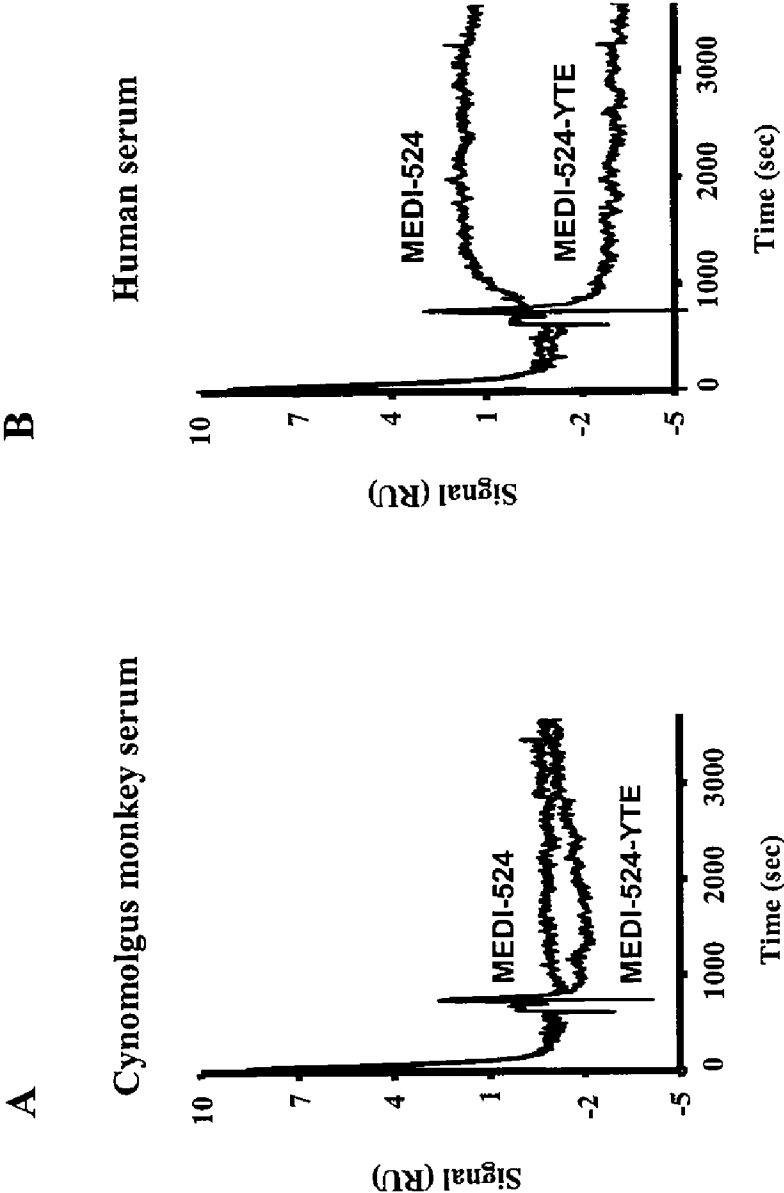 A
Cynomolgus monkey serum
10
7
4
1
-2
-5
Signal (RU)
MEDI-524
MEDI-524-YTE
0
1000
2000
3000
Time (sec)
B
Human serum
10
7
4
1
-2
-5
Signal (RU)
MEDI-524
MEDI-524-YTE
0
1000
2000
3000
Time (sec)